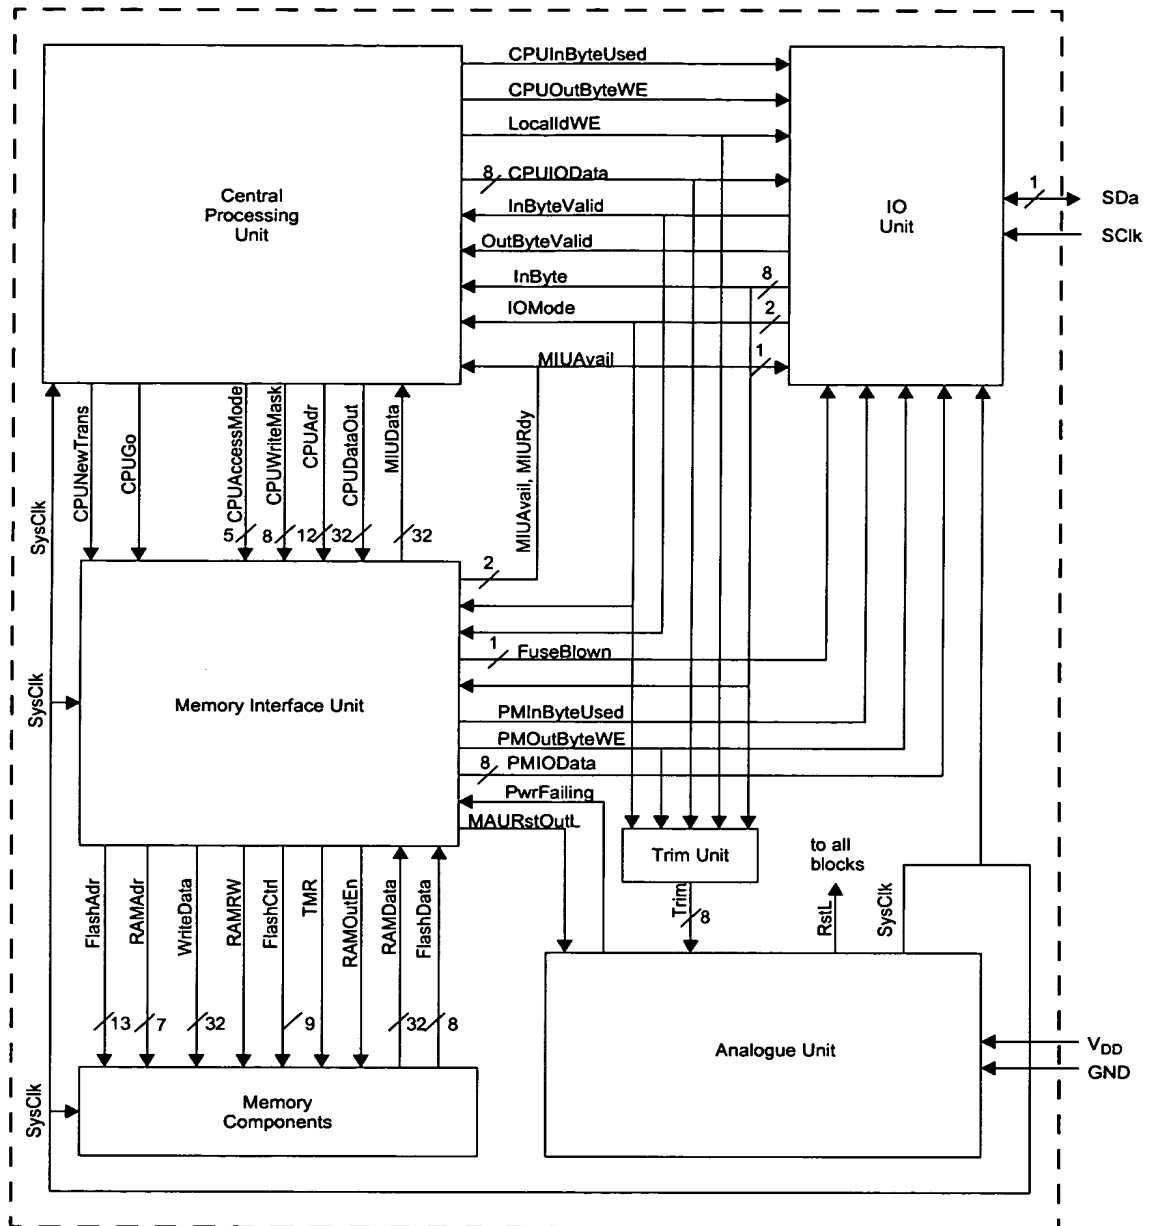 CPUInByteUsed
CPUOutByteWE
LocalIdWE
8 CPUIOData
InByteValid
OutByteValid
InByte
8
IOMode
2
MIUAvail
1
Central
Processing
Unit
IO
Unit
1
SDa
SClk
SysClk
CPUNewTrans
CPUGo
CPUAccessMode
CPUWriteMask
CPUAdr
CPUDataOut
MIUData
5
8
12
32
32
MIUAvail, MIURdy
2
1
FuseBlown
SysClk
Memory Interface Unit
PMInByteUsed
PMOutByteWE
8 PMIOData
PwrFailing
MAURstOutL
Trim Unit
to all
blocks
FlashAdr
RAMAdr
WriteData
RAMRW
FlashCtrl
TMR
RAMOutEn
RAMData
FlashData
Trim
8
RstL
SysClk
13
7
32
9
32
8
Analogue Unit
VDD
GND
SysClk
Memory
Components